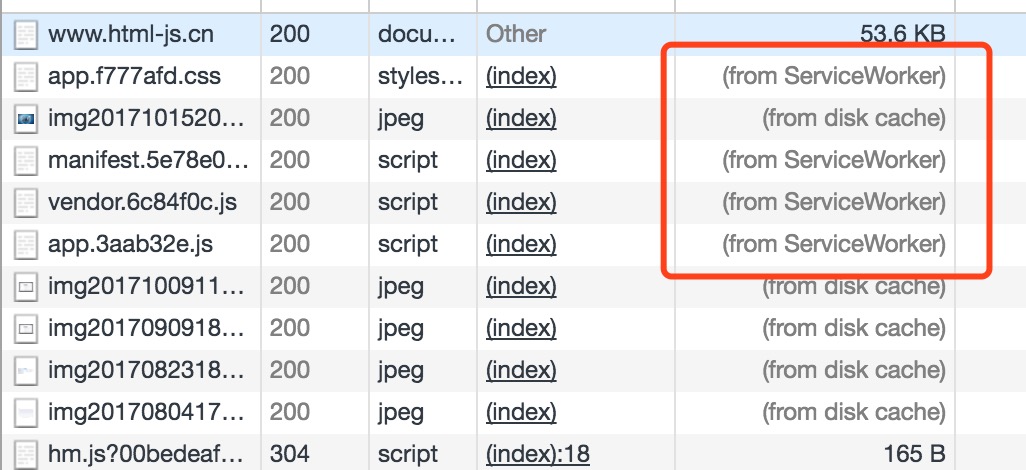 www.html-js.cn 200 docu… Other 53.6 KB
app.f777afd.css 200 styles… (index) (from ServiceWorker)
img2017101520… 200 jpeg (index) (from disk cache)
manifest.5e78e0… 200 script (index) (from ServiceWorker)
vendor.6c84f0c.js 200 script (index) (from ServiceWorker)
app.3aab32e.js 200 script (index) (from ServiceWorker)
img2017100911… 200 jpeg (index) (from disk cache)
img2017090918… 200 jpeg (index) (from disk cache)
img2017082318… 200 jpeg (index) (from disk cache)
img2017080417… 200 jpeg (index) (from disk cache)
hm.js?00bedeaf… 304 script (index):18 165 B